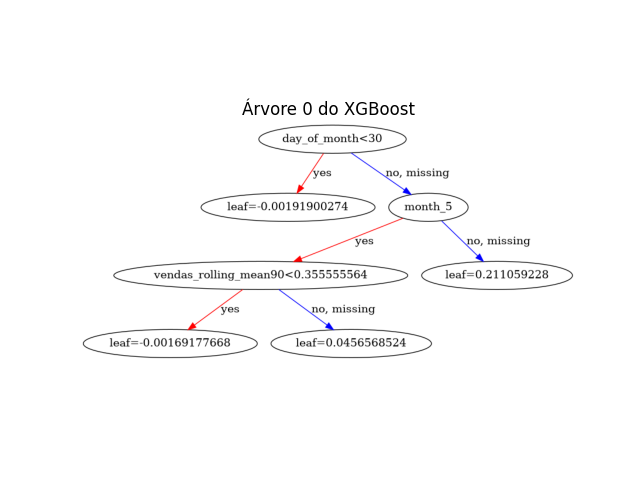 Árvore 0 do XGBoost
day_of_month<30
yes
no, missing
leaf=-0.00191900274
month_5
yes
no, missing
vendas_rolling_mean90<0.355555564
leaf=0.211059228
yes
no, missing
leaf=-0.00169177668
leaf=0.0456568524